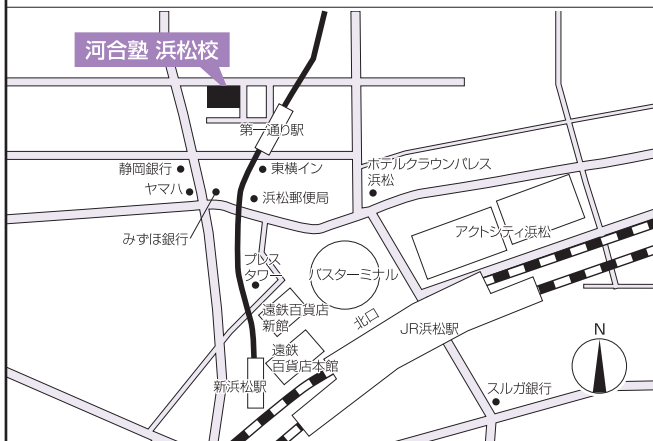 河合塾 浜松校
第一通り駅
静岡銀行
東横イン
ホテルクラウンパレス
浜松
ヤマハ
浜松郵便局
みずほ銀行
アクトシティ浜松
プレス
タワー
バスターミナル
遠鉄百貨店
新館
北口
JR浜松駅
N
遠鉄
百貨店本館
新浜松駅
スルガ銀行